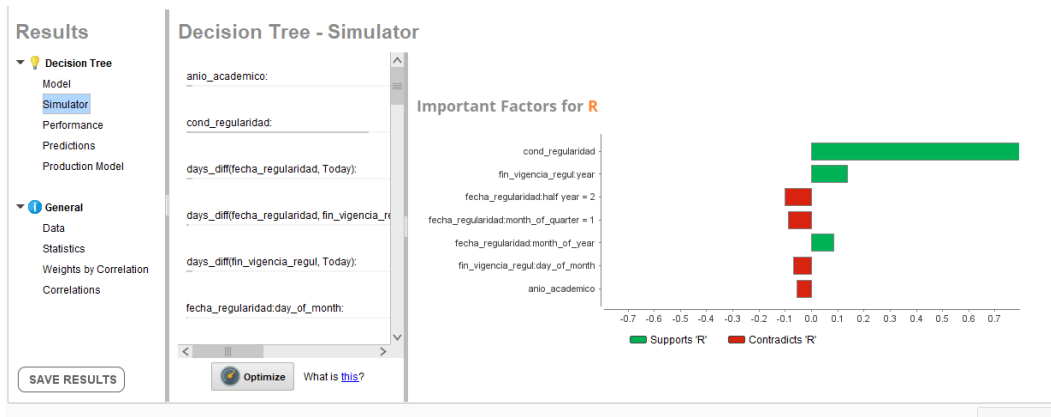 Results
Decision Tree
Model
Simulator
Performance
Predictions
Production Model
General
Data
Statistics
Weights by Correlation
Correlations
SAVE RESULTS
Decision Tree - Simulator
anio_academico:
cond_regularidad:
days_diff(fecha_regularidad, Today):
days_diff(fecha_regularidad, fin_vigencia_re
days_diff(fin_vigencia_regul, Today):
fecha_regularidad:day_of_month:
Optimize What is this?
Important Factors for R
cond_regularidad
fin_vigencia_regul:year
fecha_regularidad:half year = 2
fecha_regularidad:month_of_quarter = 1
fecha_regularidad:month_of_year
fin_vigencia_regul:day_of_month
anio_academico
-0.7 -0.6 -0.5 -0.4 -0.3 -0.2 -0.1 0.0 0.1 0.2 0.3 0.4 0.5 0.6 0.7
Supports 'R' Contradicts 'R'